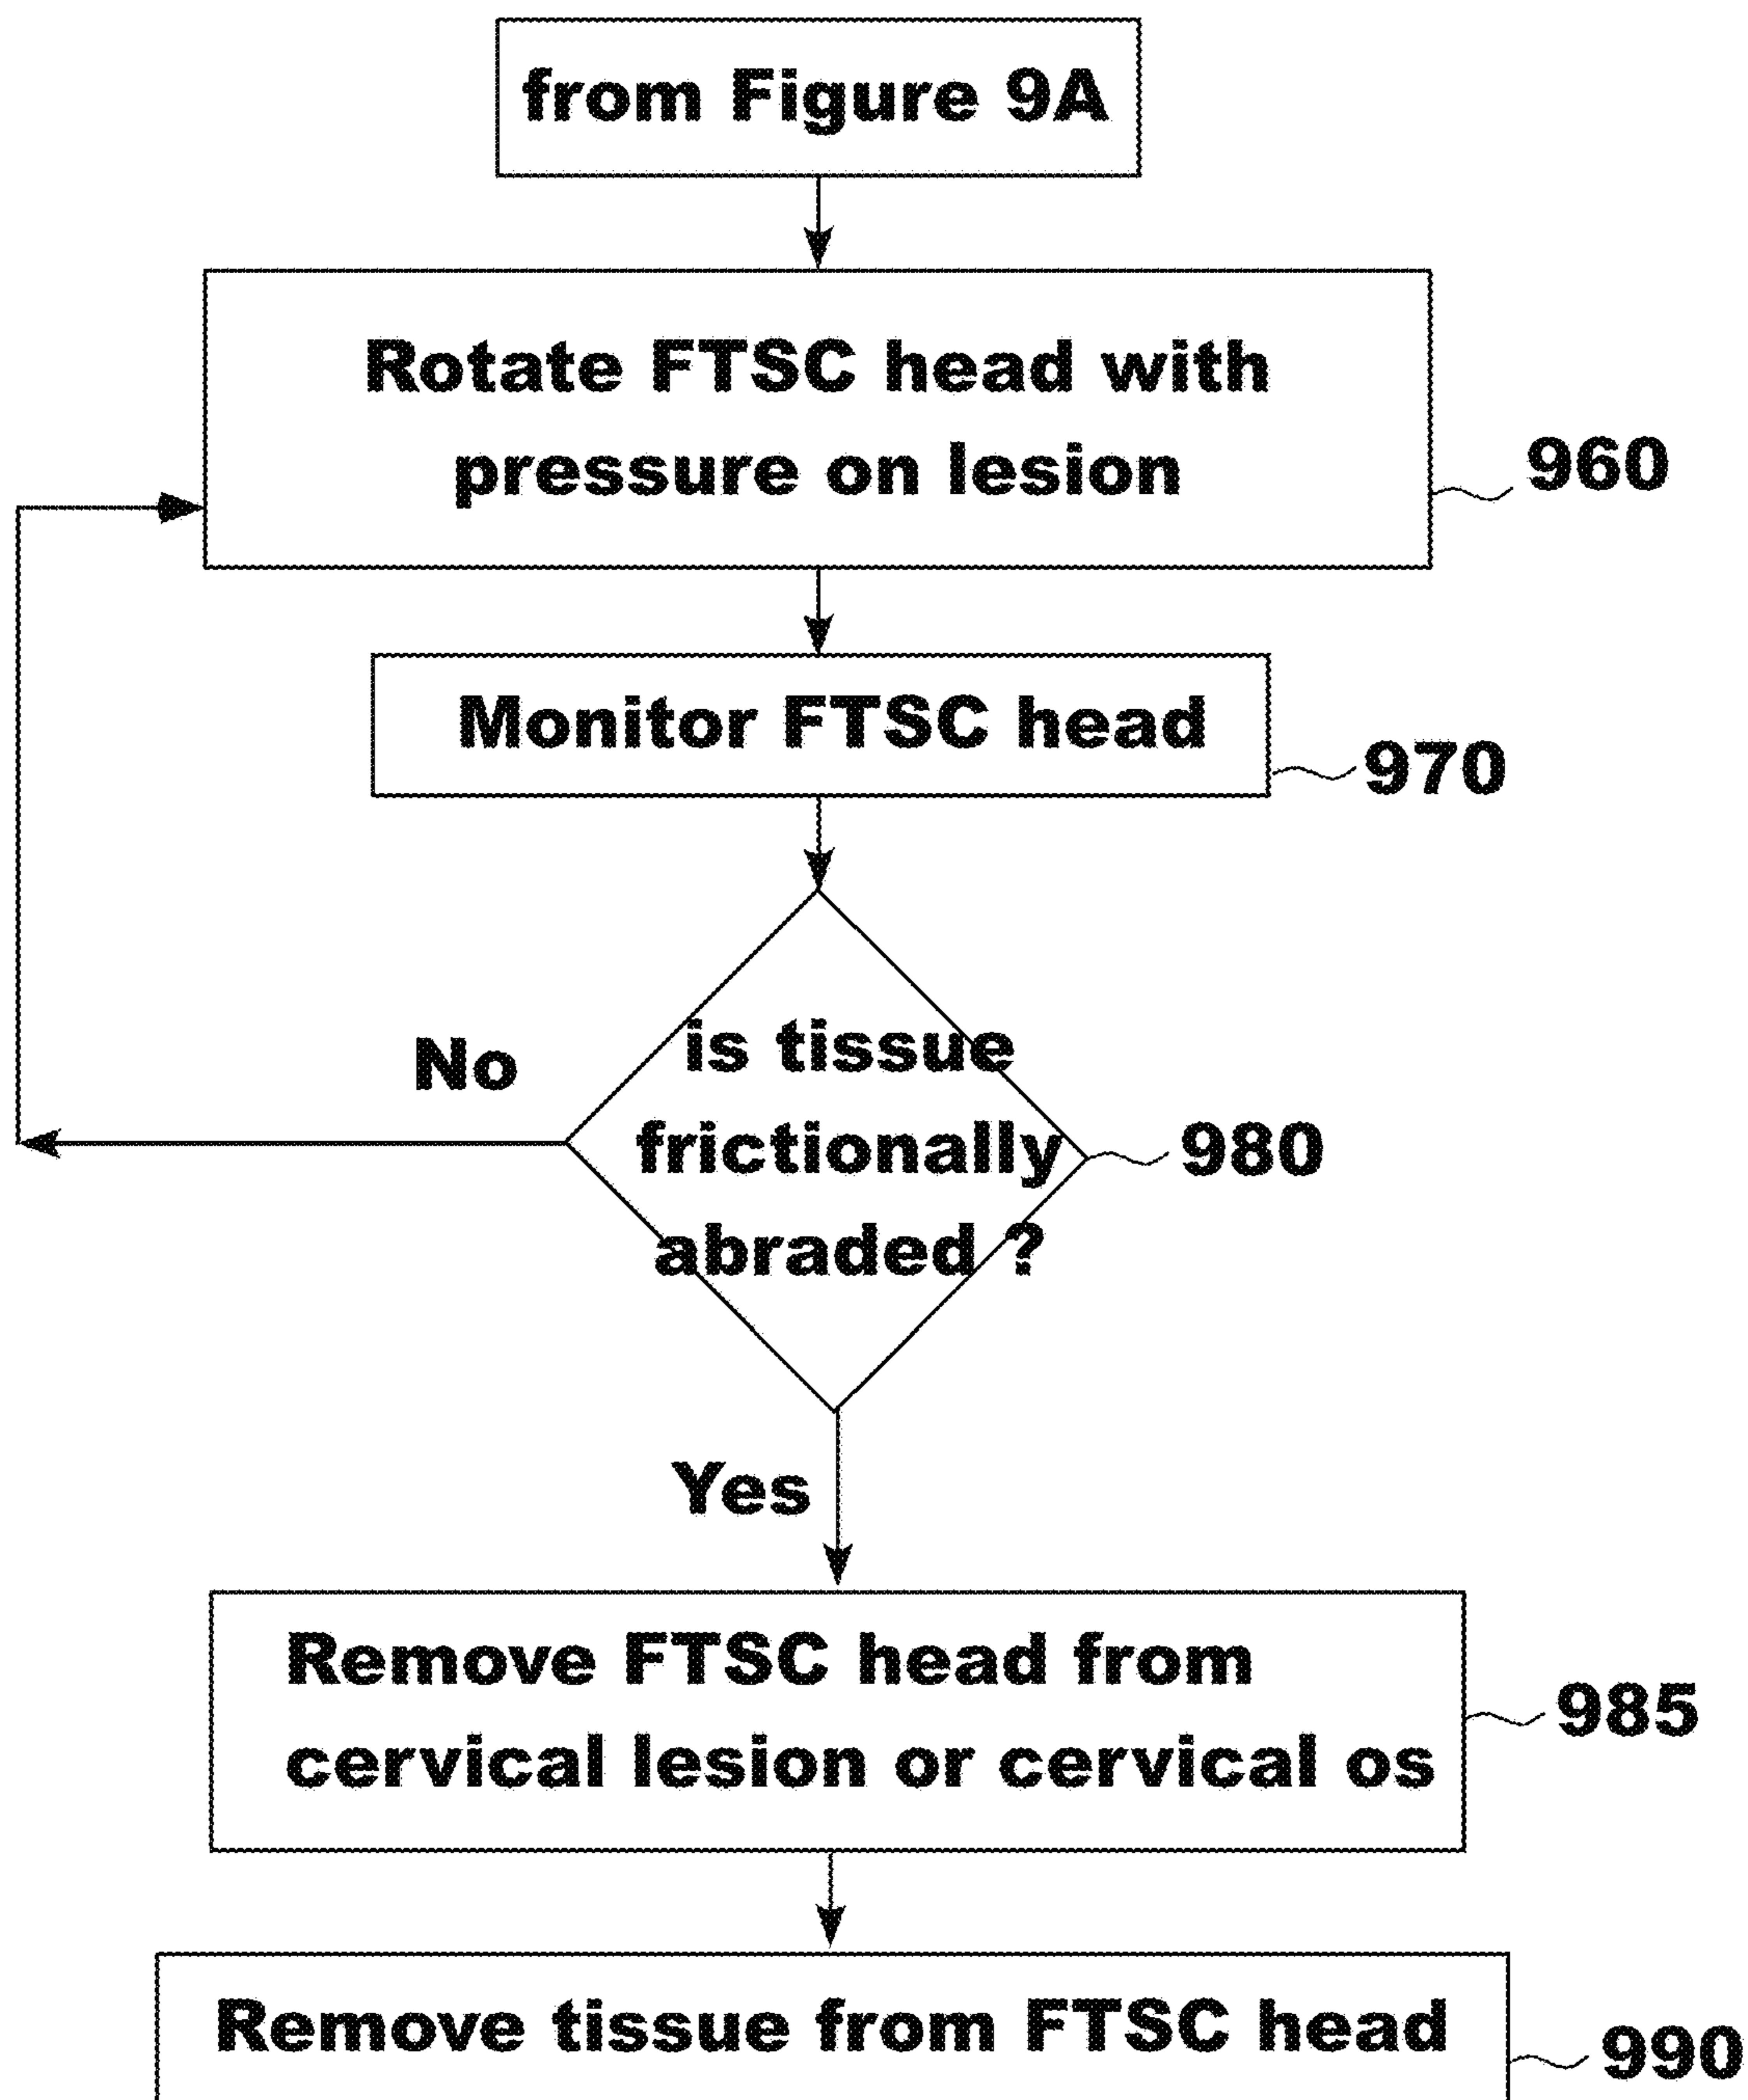 from Figure 9A
Rotate FTSC head with
pressure on lesion
960
Monitor FTSC head
970
is tissue
frictionally
abraded ?
980
No
Yes
Remove FTSC head from
cervical lesion or cervical os
985
Remove tissue from FTSC head
990